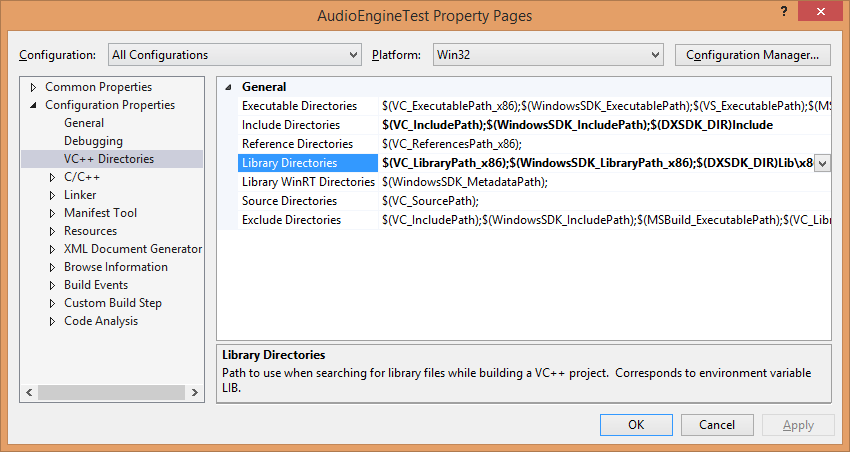 AudioEngineTest Property Pages
?
Configuration: All Configurations Platform: Win32 Configuration Manager...
Common Properties
Configuration Properties
General
Debugging
VC++ Directories
C/C++
Linker
Manifest Tool
Resources
XML Document Generator
Browse Information
Build Events
Custom Build Step
Code Analysis
General
Executable Directories $(VC_ExecutablePath_x86);$(WindowsSDK_ExecutablePath);$(VS_ExecutablePath);$(MS
Include Directories $(VC_IncludePath);$(WindowsSDK_IncludePath);$(DXSDK_DIR)Include
Reference Directories $(VC_ReferencesPath_x86);
Library Directories $(VC_LibraryPath_x86);$(WindowsSDK_LibraryPath_x86);$(DXSDK_DIR)Lib\x8
Library WinRT Directories $(WindowsSDK_MetadataPath);
Source Directories $(VC_SourcePath);
Exclude Directories $(VC_IncludePath);$(WindowsSDK_IncludePath);$(MSBuild_ExecutablePath);$(VC_Libr
Library Directories
Path to use when searching for library files while building a VC++ project. Corresponds to environment variable
LIB.
OK Cancel Apply